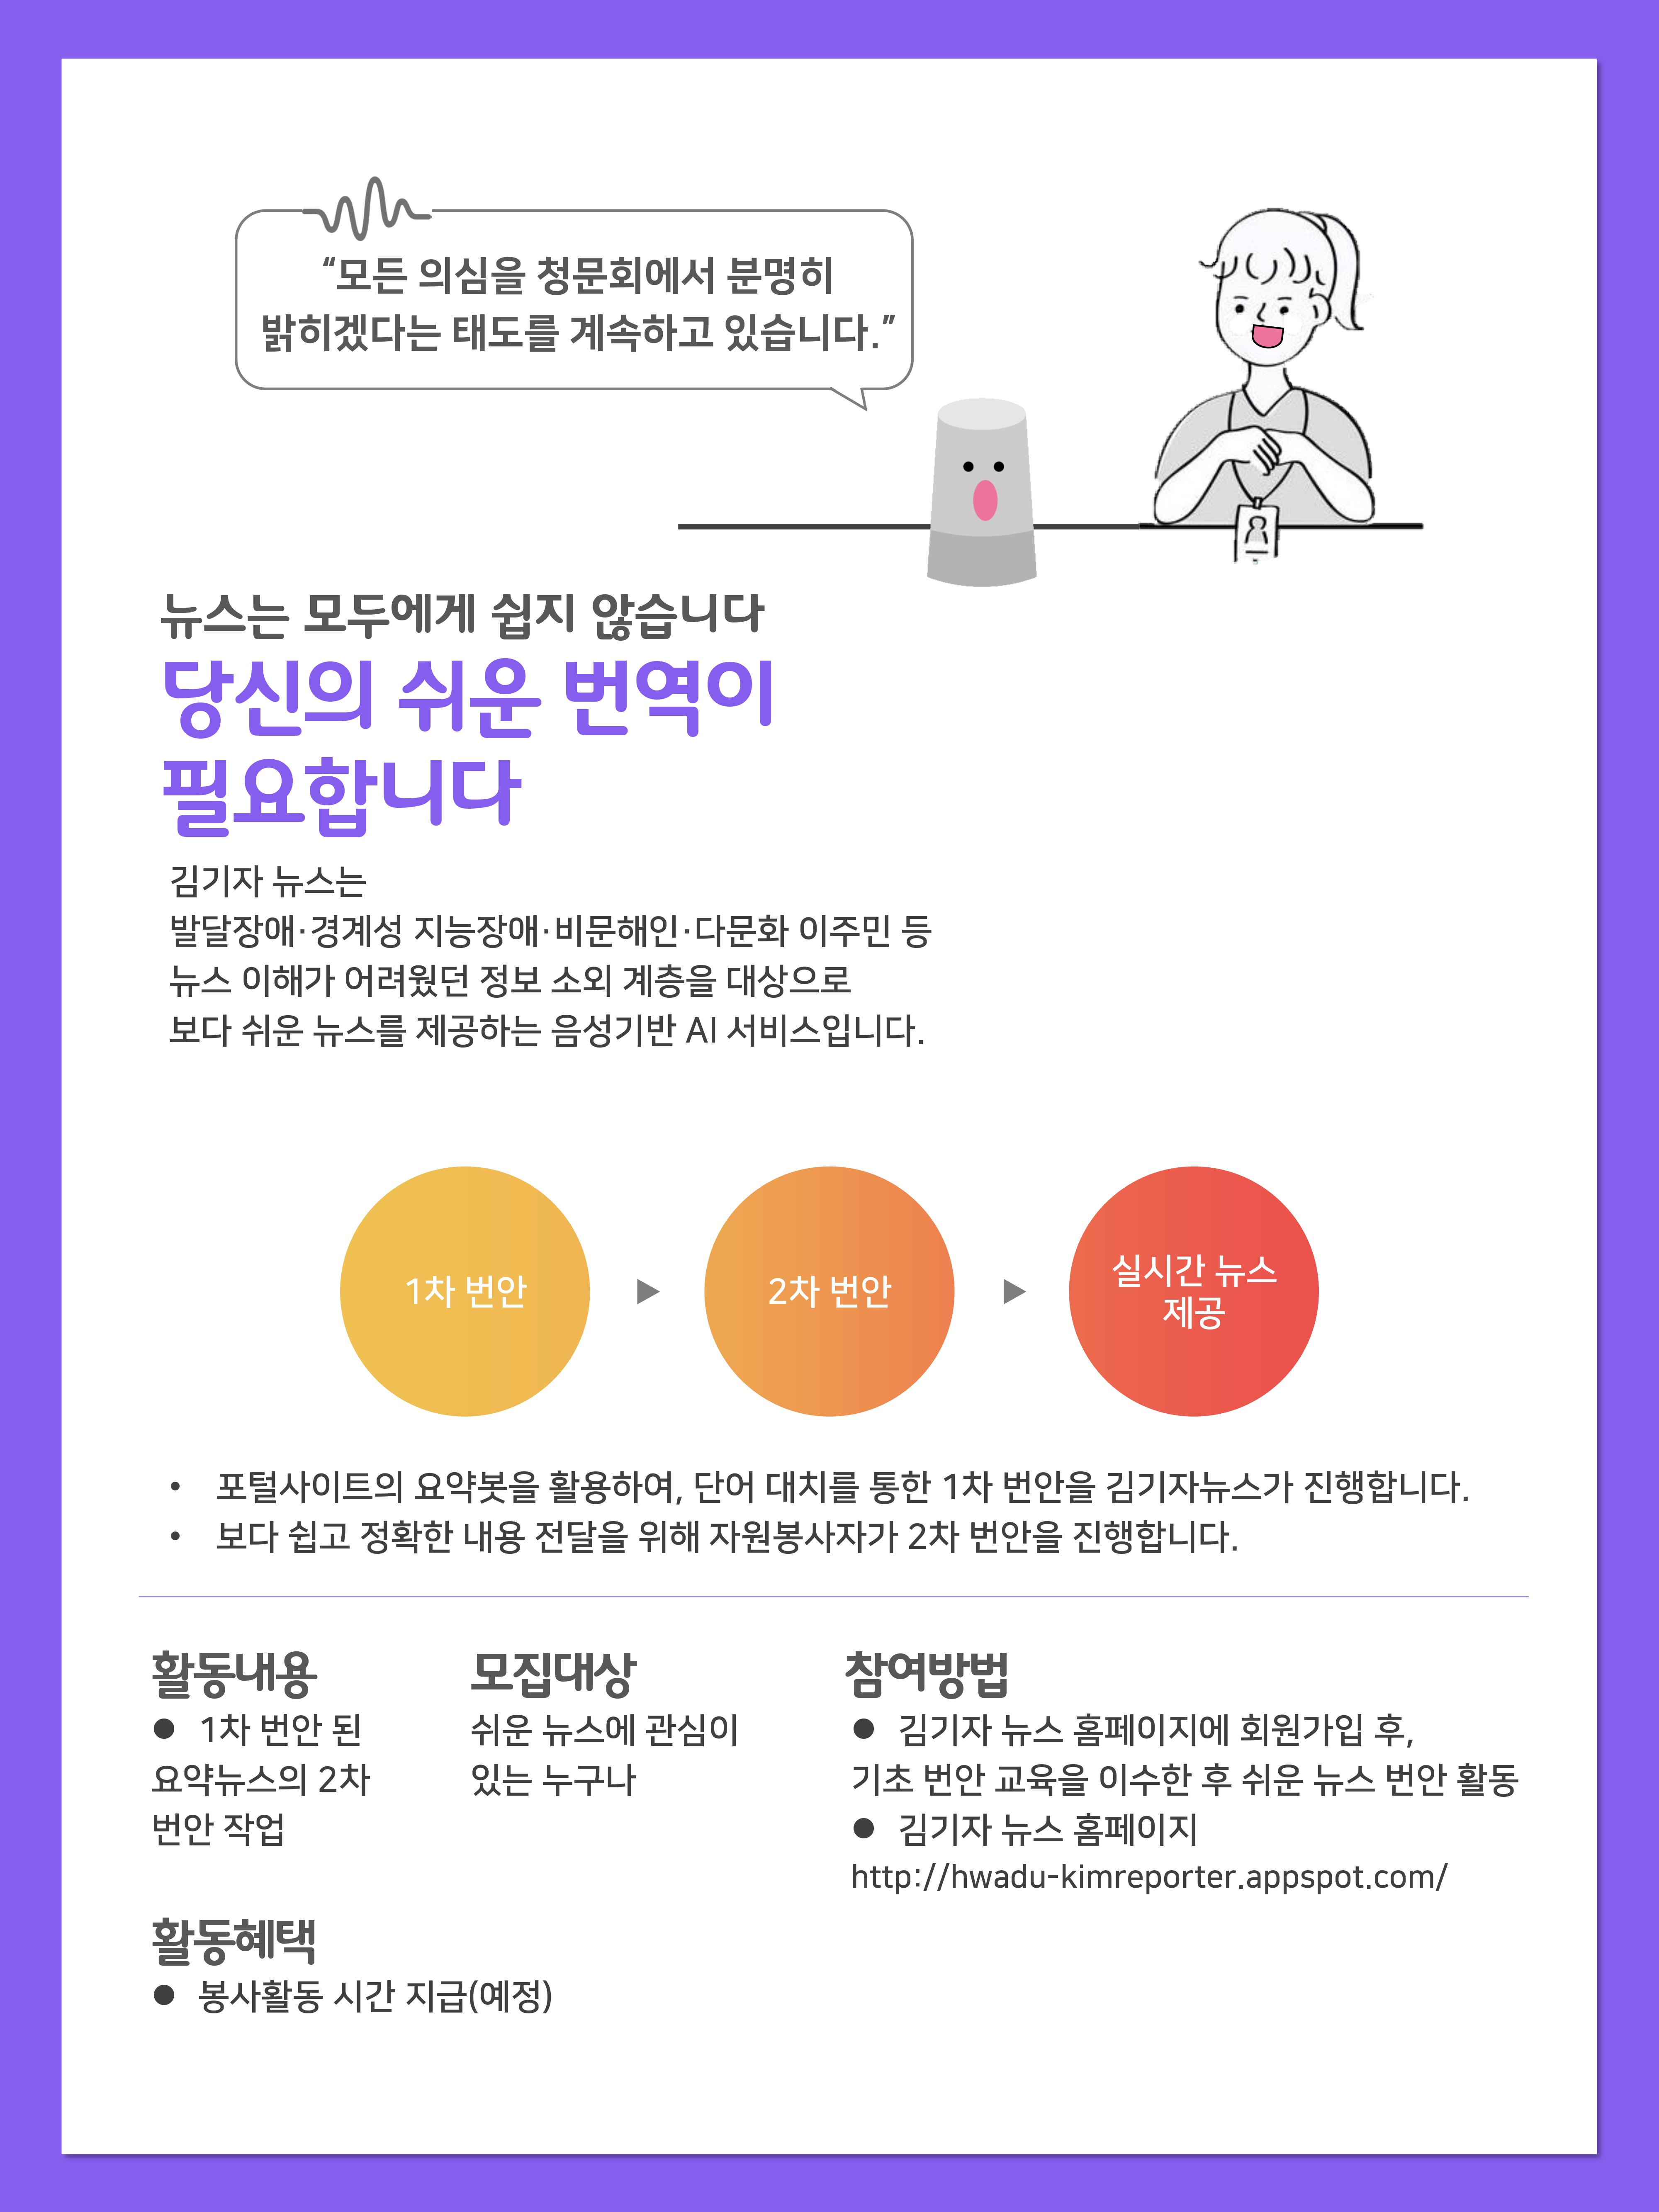 “모든 의심을 청문회에서 분명히
밝히겠다는 태도를 계속하고 있습니다.”
뉴스는 모두에게 쉽지 않습니다
당신의 쉬운 번역이
필요합니다
김기자 뉴스는
발달장애·경계성 지능장애·비문해인·다문화 이주민 등
뉴스 이해가 어려웠던 정보 소외 계층을 대상으로
보다 쉬운 뉴스를 제공하는 음성기반 AI 서비스입니다.
1차 번안
2차 번안
실시간 뉴스
제공
• 포털사이트의 요약봇을 활용하여, 단어 대치를 통한 1차 번안을 김기자뉴스가 진행합니다.
• 보다 쉽고 정확한 내용 전달을 위해 자원봉사자가 2차 번안을 진행합니다.
활동내용
● 1차 번안 된
요약뉴스의 2차
번안 작업
모집대상
쉬운 뉴스에 관심이
있는 누구나
참여방법
● 김기자 뉴스 홈페이지에 회원가입 후,
기초 번안 교육을 이수한 후 쉬운 뉴스 번안 활동
● 김기자 뉴스 홈페이지
http://hwadu-kimreporter.appspot.com/
활동혜택
● 봉사활동 시간 지급(예정)